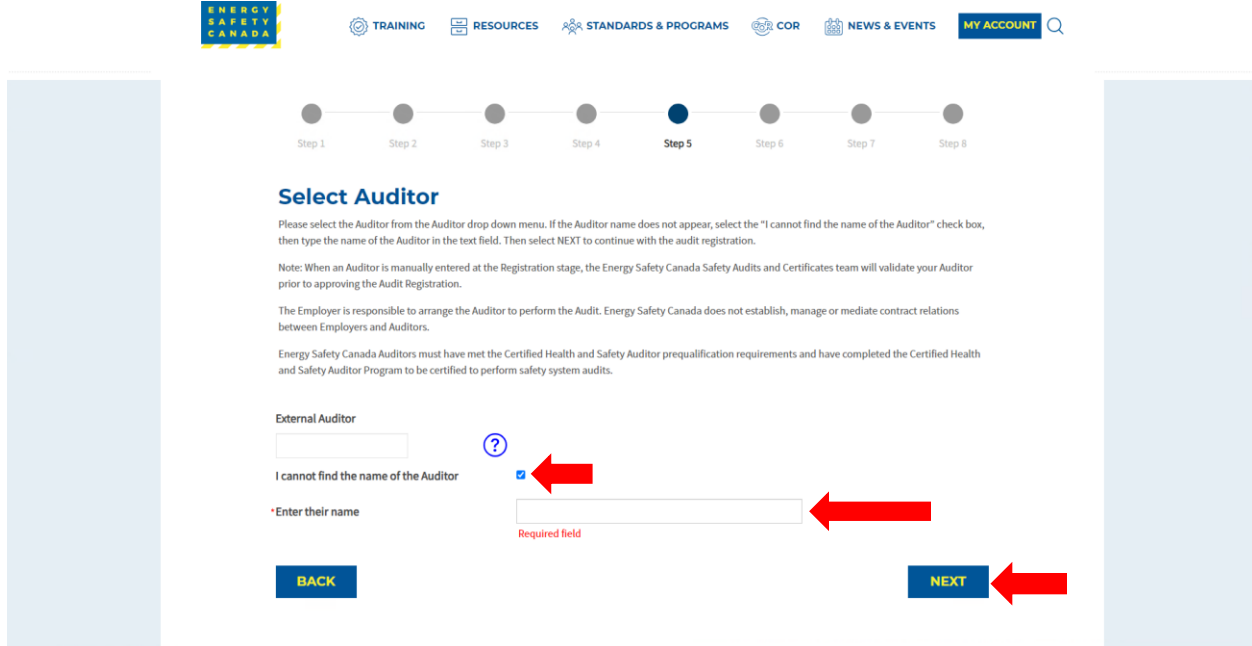 ENERGY
SAFETY
CANADA
TRAINING
RESOURCES
STANDARDS & PROGRAMS
COR
COR
NEWS & EVENTS
MY ACCOUNT
Step 1
Step 2
Step 3
Step 4
Step 5
Step 6
Step 7
Step 8
Select Auditor
Please select the Auditor from the Auditor drop down menu. If the Auditor name does not appear, select the "I cannot find the name of the Auditor" check box,
then type the name of the Auditor in the text field. Then select NEXT to continue with the audit registration.
Note: When an Auditor is manually entered at the Registration stage, the Energy Safety Canada Safety Audits and Certificates team will validate your Auditor
prior to approving the Audit Registration.
The Employer is responsible to arrange the Auditor to perform the Audit. Energy Safety Canada does not establish, manage or mediate contract relations
between Employers and Auditors.
Energy Safety Canada Auditors must have met the Certified Health and Safety Auditor prequalification requirements and have completed the Certified Health
and Safety Auditor Program to be certified to perform safety system audits.
External Auditor
?
I cannot find the name of the Auditor
*Enter their name
Required field
BACK
NEXT